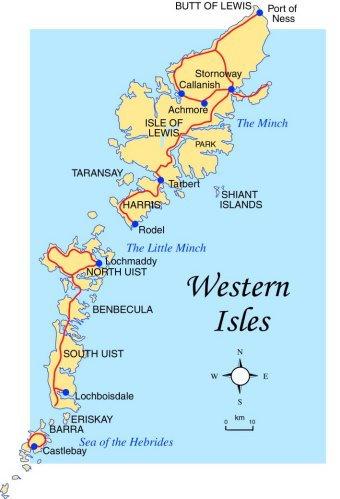 BUTT OF LEWIS
Port of
Ness
Stornoway
Callanish
Achmore
ISLE OF
LEWIS
The Minch
PARK
TARANSAY
Tarbert
SHIANT
ISLANDS
HARRIS
Rodel
The Little Minch
Lochmaddy
NORTH UIST
Western
Isles
BENBECULA
SOUTH UIST
N
W
E
S
Lochboisdale
ERISKAY
BARRA
Sea of the Hebrides
Castlebay
0
km
10